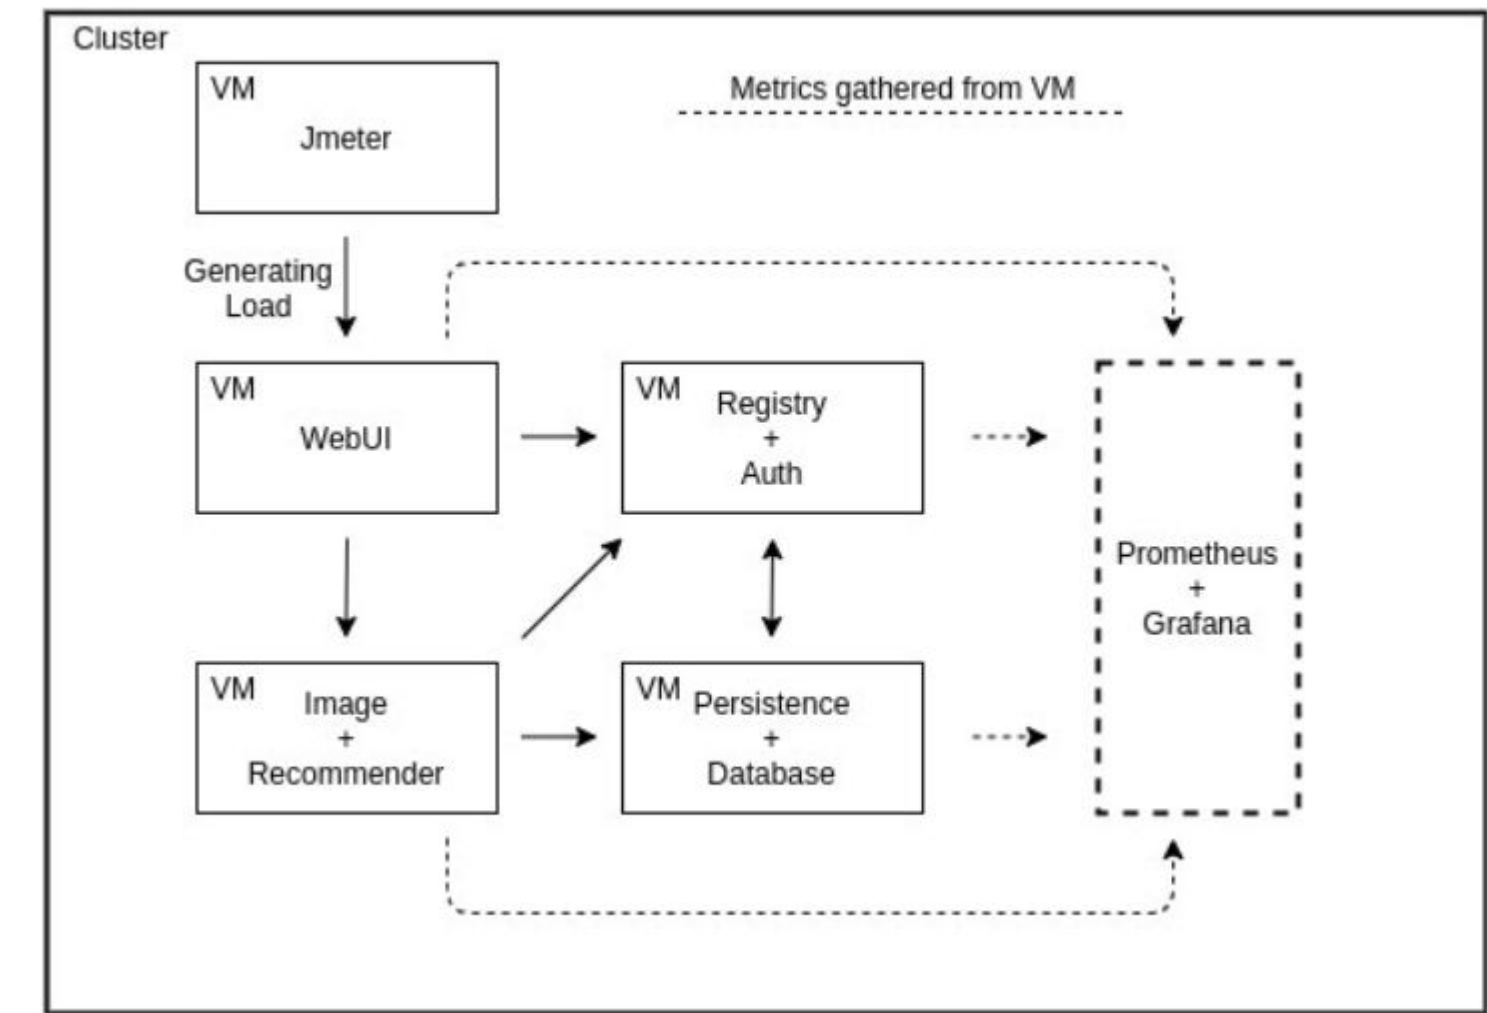 Cluster
VM
Jmeter
Metrics gathered from VM
Generating
Load
VM
WebUI
VM
Registry
+
Auth
Prometheus
+
Grafana
VM
Image
+
Recommender
VM
Persistence
+
Database